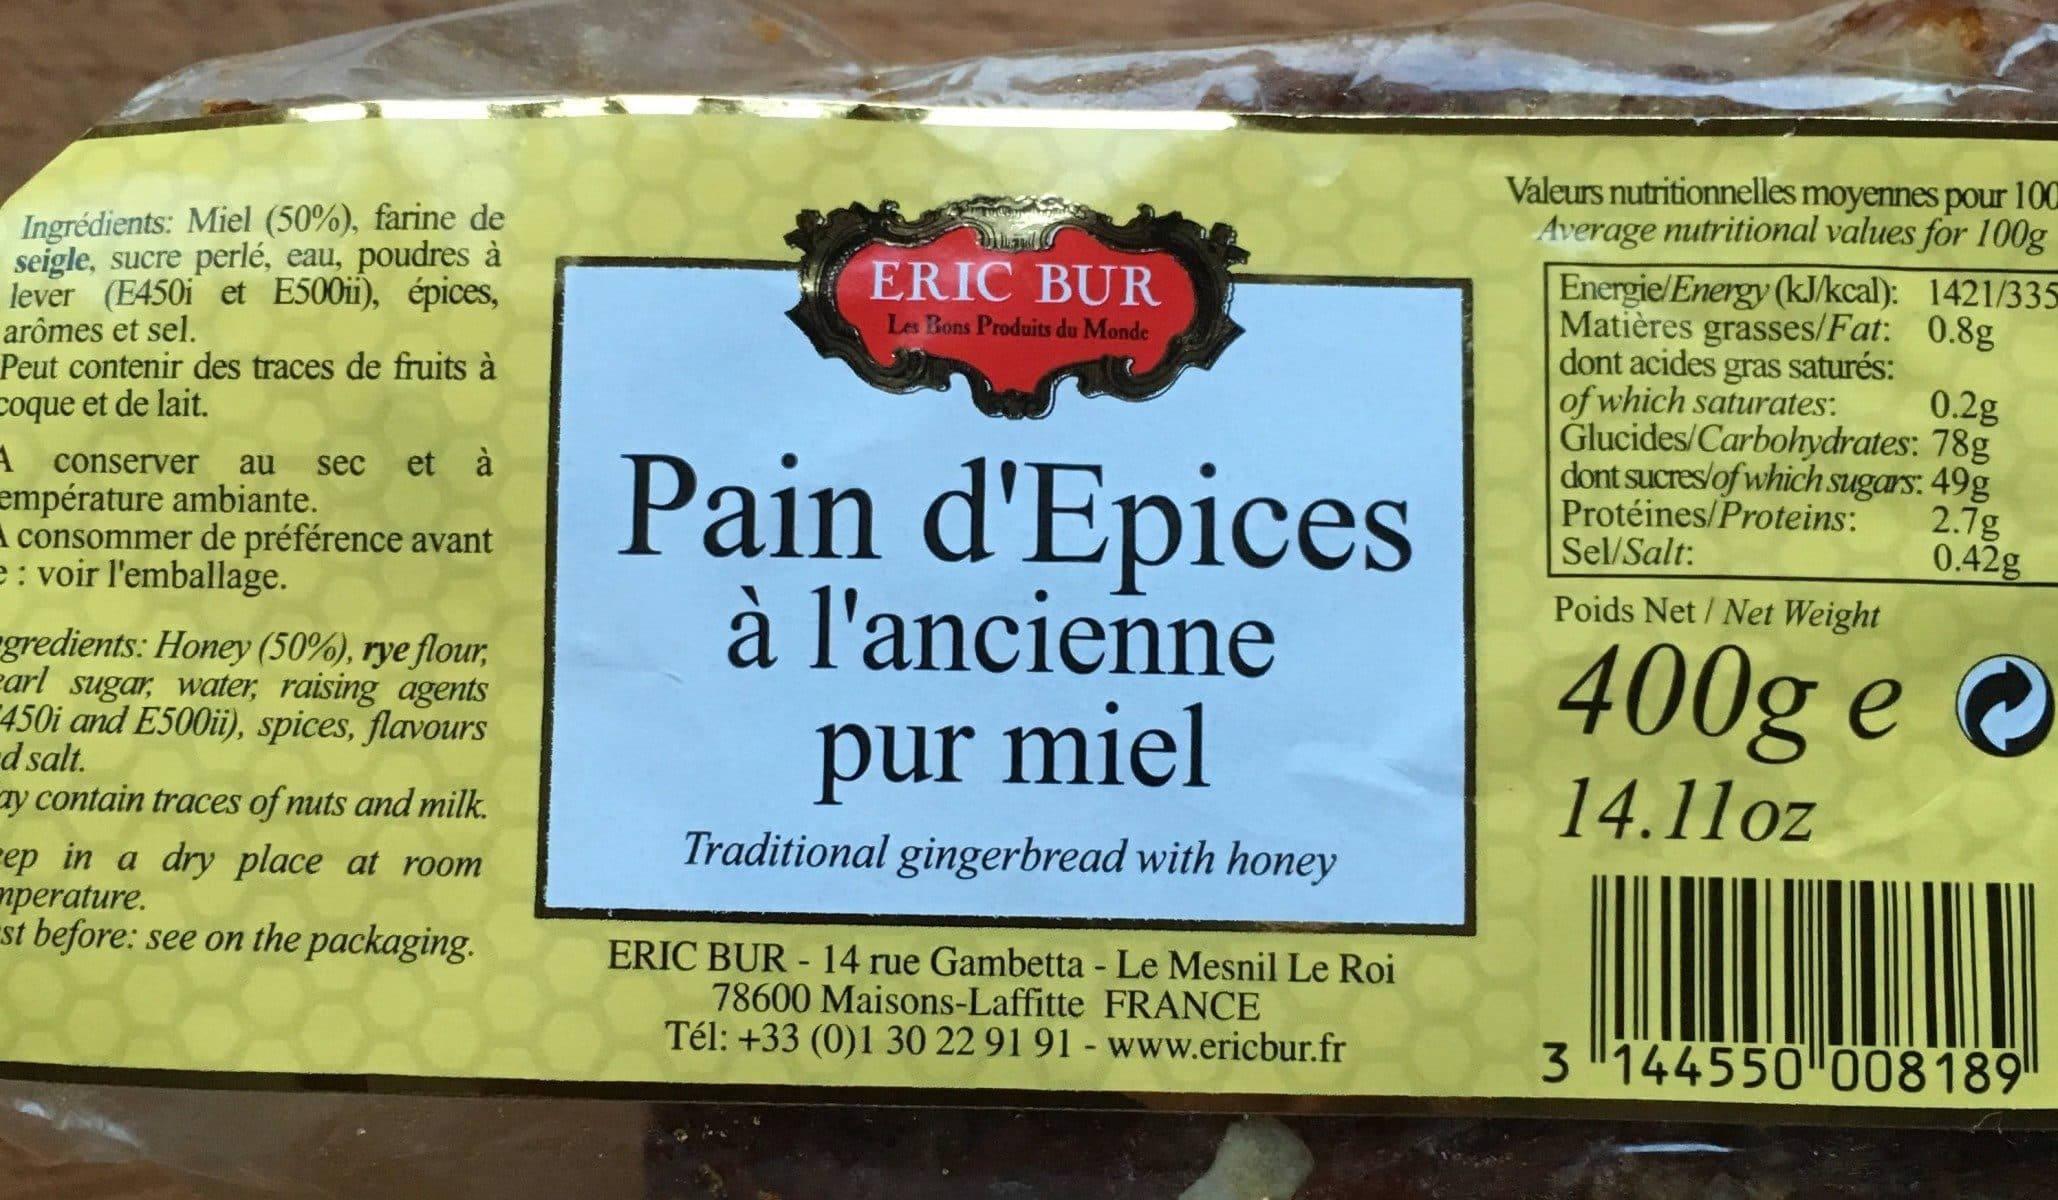 Ingrédients: Miel (50%), farine de
seigle, sucre perlé, eau, poudres à
lever (E450i et E500ii), épices,
arômes et sel.
Peut contenir des traces de fruits à
coque et de lait.
A conserver au sec et à
empérature ambiante.
A consommer de préférence avant
e : voir l'emballage.
gredients: Honey (50%), rye flour,
earl sugar, water, raising agents
450i and E500ii), spices, flavours
d salt.
ay contain traces of nuts and milk.
eep in a dry place at room
mperature.
st before: see on the packaging.
ERIC BUR
Les Bons Produits du Monde
Pain d'Epices
à l'ancienne
pur miel
Traditional gingerbread with honey
ERIC BUR - 14 rue Gambetta - Le Mesnil Le Roi
78600 Maisons-Laffitte FRANCE
Tél: +33 (0)1 30 22 91 91 - www.ericbur.fr
Valeurs nutritionnelles moyennes pour 100
Average nutritional values for 100g
Energie/Energy (kJ/kcal): 1421/335
Matières grasses/Fat: 0.8g
dont acides gras saturés:
of which saturates: 0.2g
Glucides/Carbohydrates: 78g
dont sucres/of which sugars: 49g
Protéines/Proteins: 2.7g
Sel/Salt: 0.42g
Poids Net / Net Weight
400g e
14.11oz
3 144550 008189